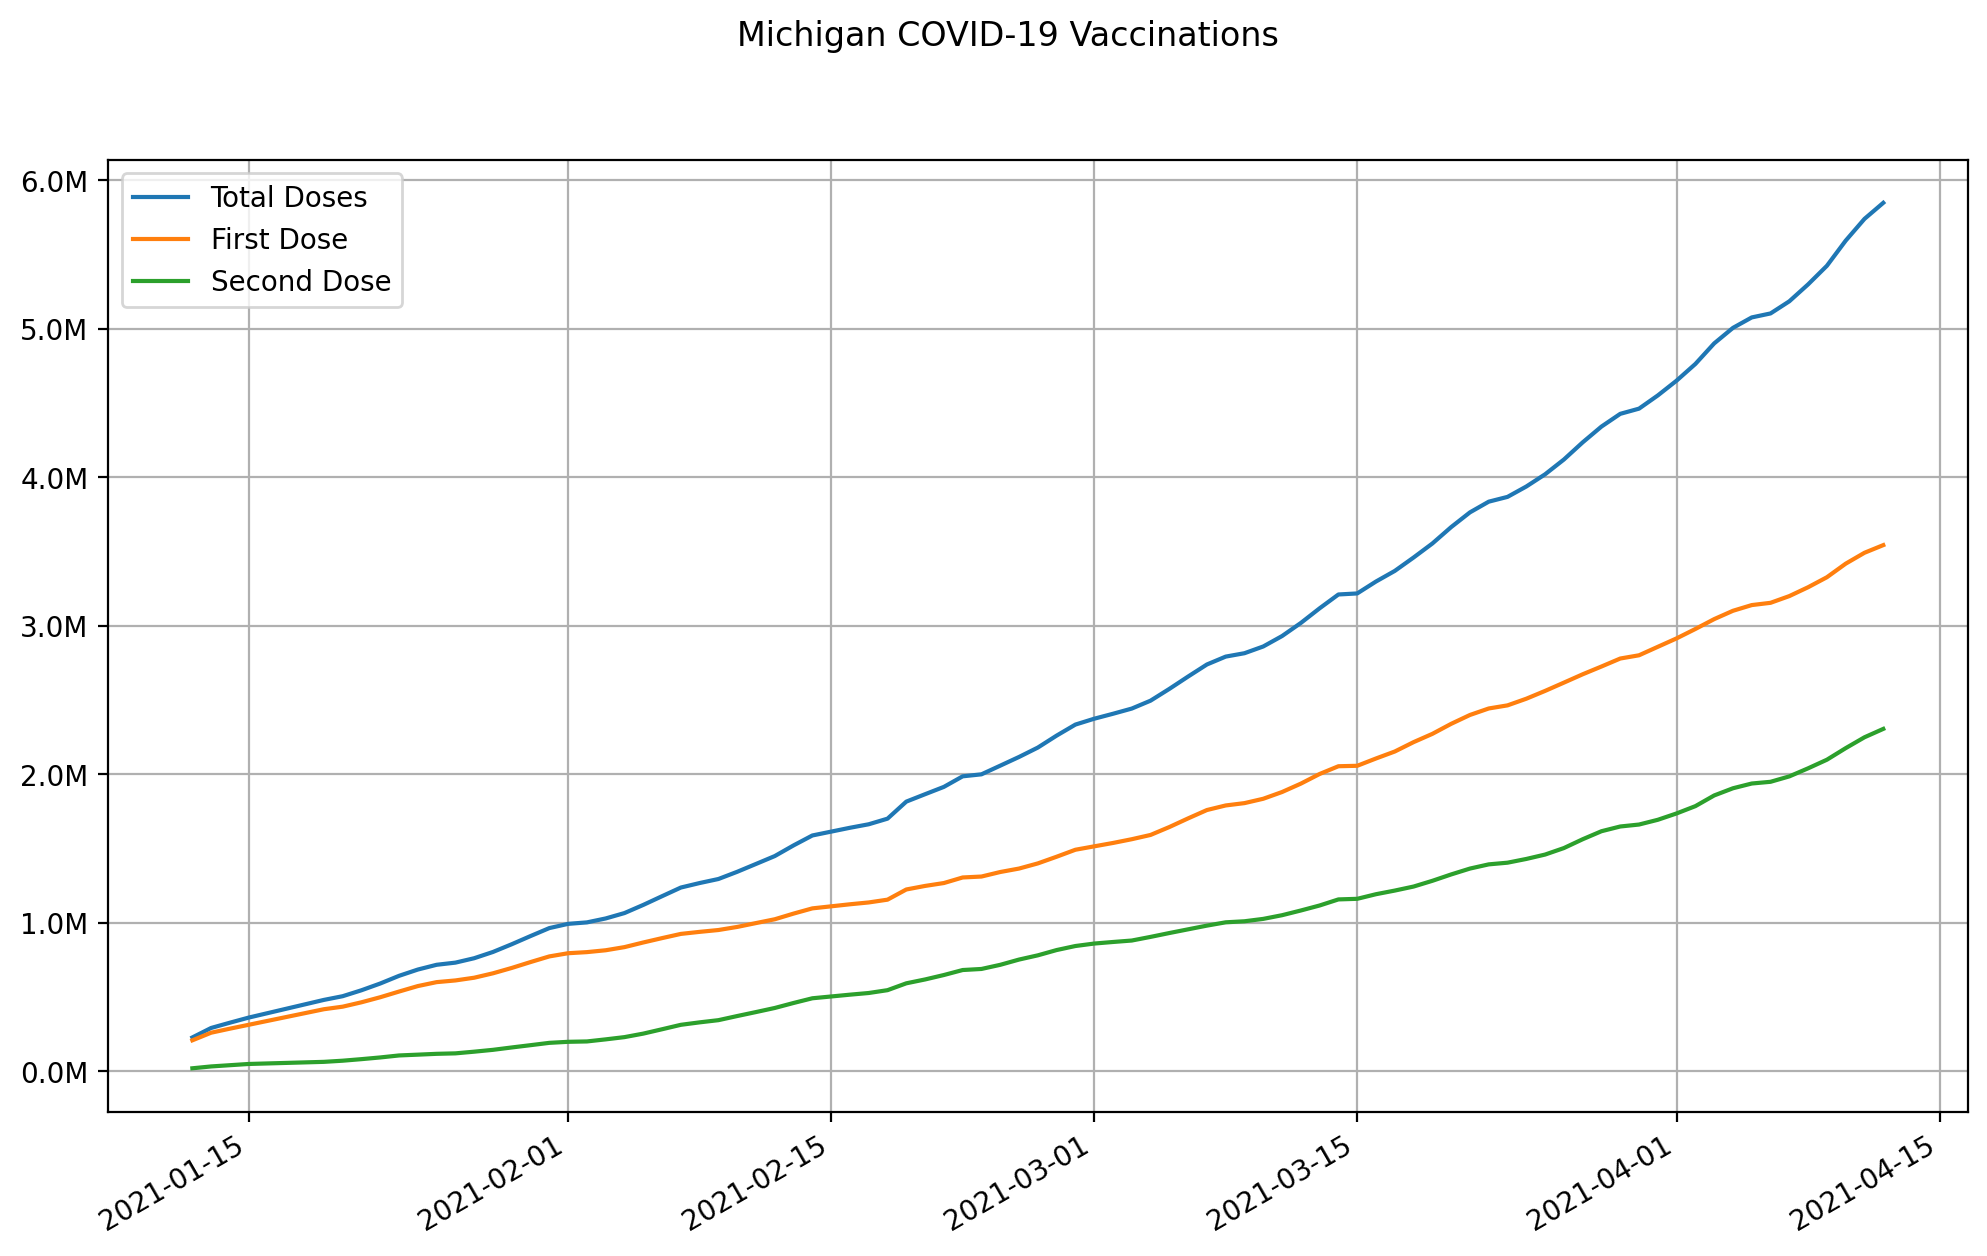 Michigan COVID-19 Vaccinations
6.0M
5.0M
4.0M
3.0M
2.0M
1.0M
0.0M
Total Doses
First Dose
Second Dose
2021-01-15
2021-02-01
2021-02-15
2021-03-01
2021-03-15
2021-04-01
2021-04-15